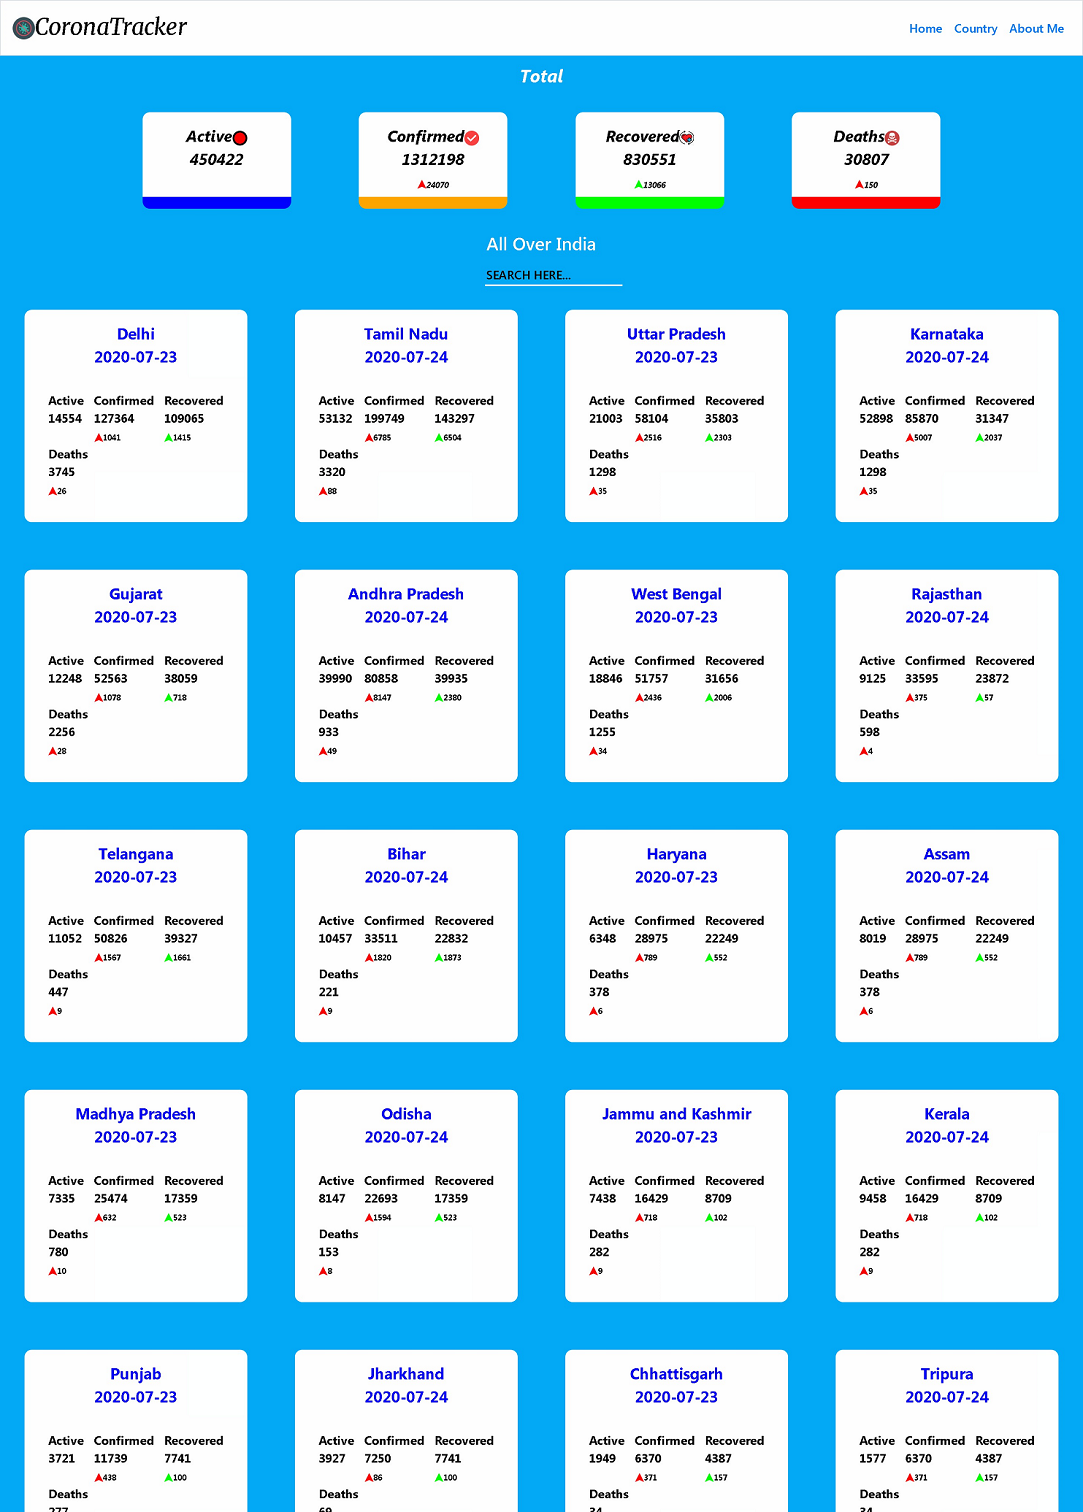 CoronaTracker
Home Country About Me
Total
Active
450422
Confirmed
1312198
24070
Recovered
830551
13066
Deaths
30807
150
All Over India
SEARCH HERE...
Delhi
2020-07-23
Active Confirmed Recovered
14554 127364 109065
1041 1415
Deaths
3745
26
Tamil Nadu
2020-07-24
Active Confirmed Recovered
53132 199749 143297
6785 6504
Deaths
3320
88
Uttar Pradesh
2020-07-23
Active Confirmed Recovered
21003 58104 35803
2516 2303
Deaths
1298
35
Karnataka
2020-07-24
Active Confirmed Recovered
52898 85870 31347
5007 2037
Deaths
1298
35
Gujarat
2020-07-23
Active Confirmed Recovered
12248 52563 38059
1078 718
Deaths
2256
28
Andhra Pradesh
2020-07-24
Active Confirmed Recovered
39990 80858 39935
8147 2380
Deaths
933
49
West Bengal
2020-07-23
Active Confirmed Recovered
18846 51757 31656
2436 2006
Deaths
1255
34
Rajasthan
2020-07-24
Active Confirmed Recovered
9125 33595 23872
375 57
Deaths
598
4
Telangana
2020-07-23
Active Confirmed Recovered
11052 50826 39327
1567 1661
Deaths
447
9
Bihar
2020-07-24
Active Confirmed Recovered
10457 33511 22832
1820 1873
Deaths
221
9
Haryana
2020-07-23
Active Confirmed Recovered
6348 28975 22249
789 552
Deaths
378
6
Assam
2020-07-24
Active Confirmed Recovered
8019 28975 22249
789 552
Deaths
378
6
Madhya Pradesh
2020-07-23
Active Confirmed Recovered
7335 25474 17359
632 523
Deaths
780
10
Odisha
2020-07-24
Active Confirmed Recovered
8147 22693 17359
1594 523
Deaths
153
8
Jammu and Kashmir
2020-07-23
Active Confirmed Recovered
7438 16429 8709
718 102
Deaths
282
9
Kerala
2020-07-24
Active Confirmed Recovered
9458 16429 8709
718 102
Deaths
282
9
Punjab
2020-07-23
Active Confirmed Recovered
3721 11739 7741
438 100
Deaths
Jharkhand
2020-07-24
Active Confirmed Recovered
3927 7250 7741
86 100
Deaths
Chhattisgarh
2020-07-23
Active Confirmed Recovered
1949 6370 4387
371 157
Deaths
Tripura
2020-07-24
Active Confirmed Recovered
1577 6370 4387
371 157
Deaths